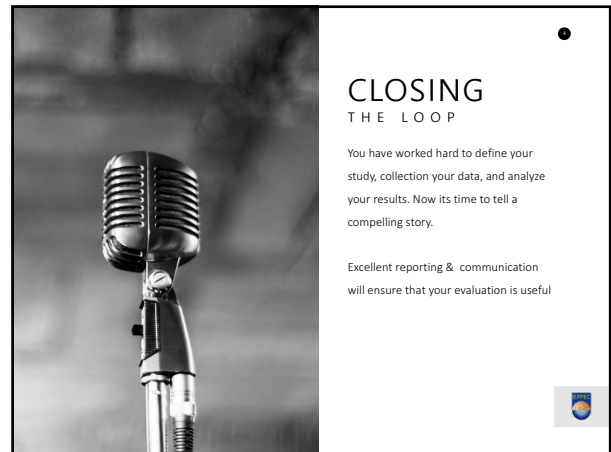 CLOSING
THE LOOP
You have worked hard to define your
study, collection your data, and analyze
your results. Now its time to tell a
compelling story.
Excellent reporting & communication
will ensure that your evaluation is useful